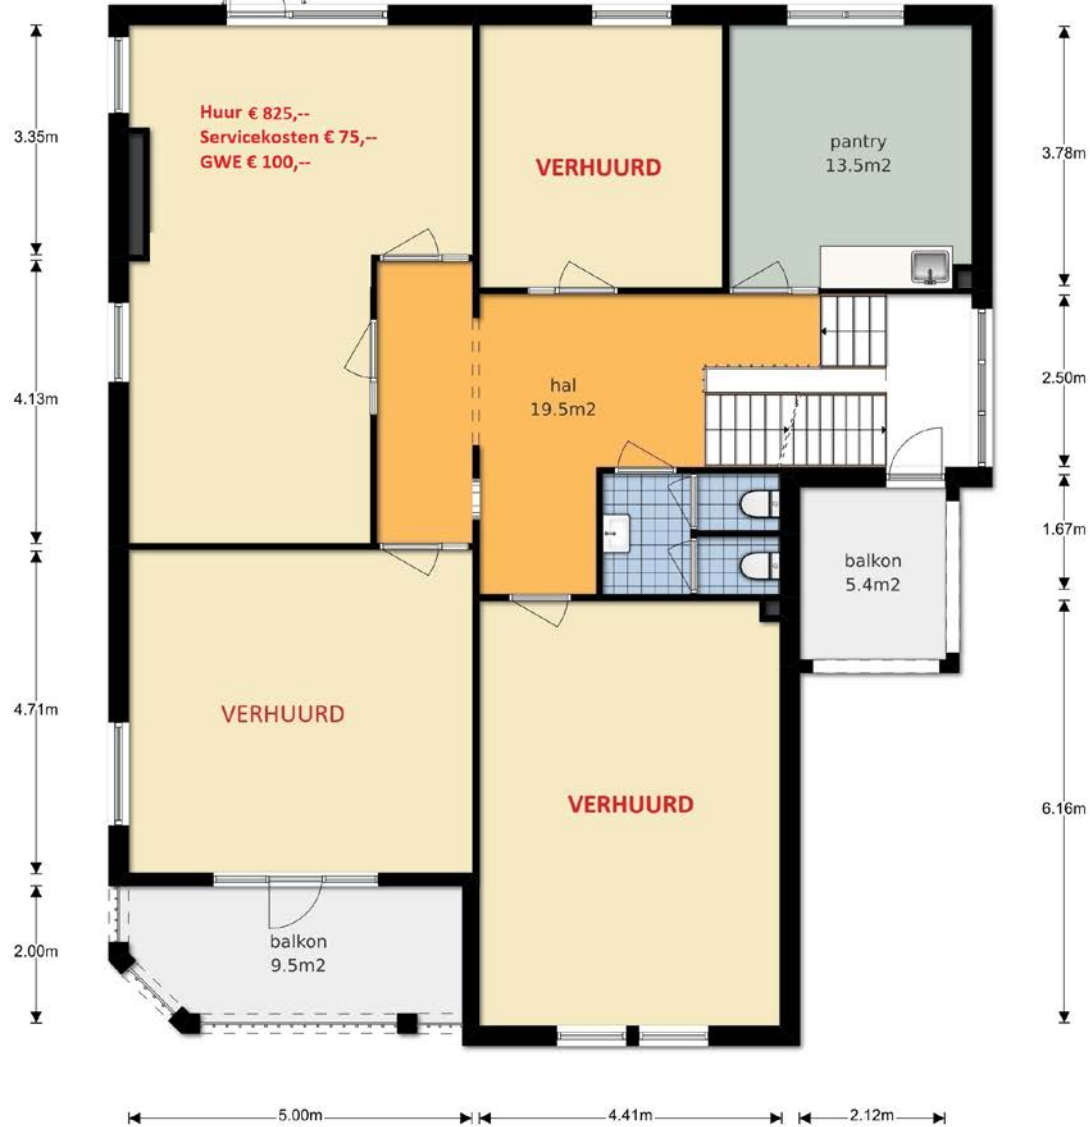 Huur € 825,--
Servicekosten € 75,--
GWE € 100,--
VERHUURD
pantry
13.5m2
3.35m
3.78m
4.13m
hal
19.5m2
2.50m
1.67m
balkon
5.4m2
4.71m
VERHUURD
VERHUURD
6.16m
balkon
9.5m2
2.00m
5.00m
4.41m
2.12m